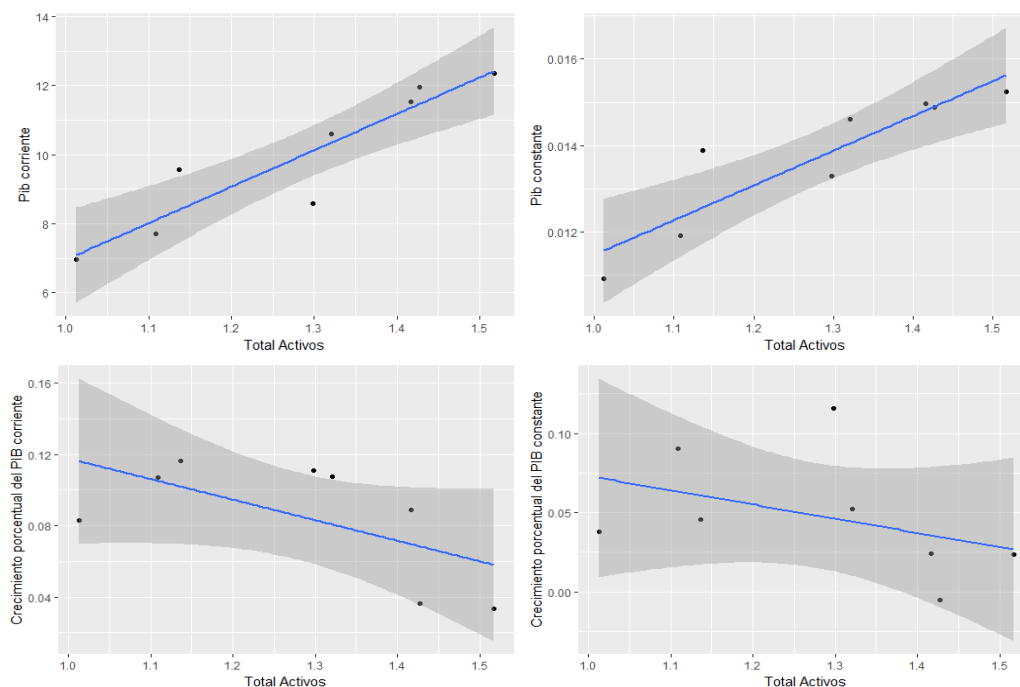 14
12
10
8
6
Pib corriente
1.0 1.1 1.2 1.3 1.4 1.5
Total Activos
0.016
0.014
0.012
Pib constante
1.0 1.1 1.2 1.3 1.4 1.5
Total Activos
0.16
0.12
0.08
0.04
Crecimiento porcentual del PIB corriente
1.0 1.1 1.2 1.3 1.4 1.5
Total Activos
0.10
0.05
0.00
Crecimiento porcentual del PIB constante
1.0 1.1 1.2 1.3 1.4 1.5
Total Activos